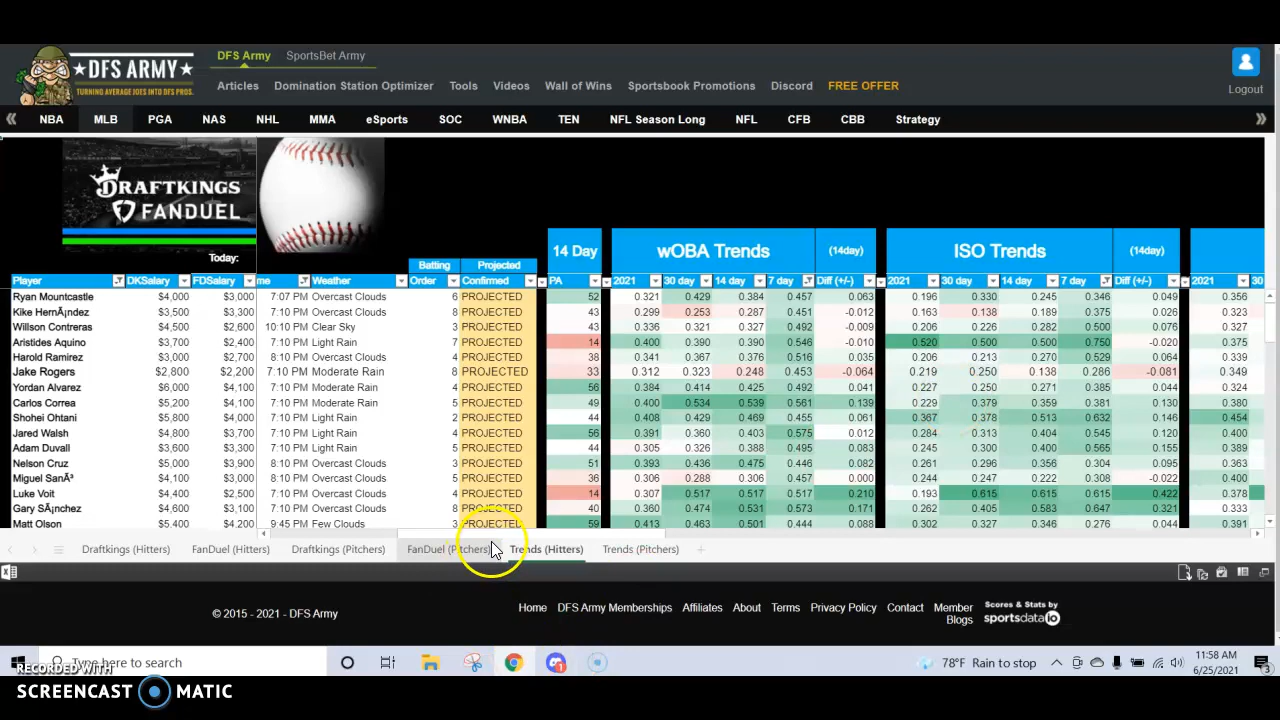 DFS Army SportsBet Army
★DFS ARMY★
TURNING AVERAGE JOES INTO DFS PROS.
Articles Domination Station Optimizer Tools Videos Wall of Wins Sportsbook Promotions Discord FREE OFFER
Logout
« NBA MLB PGA NAS NHL MMA eSports SOC WNBA TEN NFL Season Long NFL CFB CBB Strategy »
DRAFTKINGS
FANDUEL
Today:
14 Day wOBA Trends (14day) ISO Trends (14day)
Batting Projected
Player DKSalary FDSalary me Weather Order Confirmed PA 2021 30 day 14 day 7 day Diff (+/-) 2021 30 day 14 day 7 day Diff (+/-) 2021 30
Ryan Mountcastle $4,000 $3,000 7:07 PM Overcast Clouds 6 PROJECTED 52 0.321 0.429 0.384 0.457 0.063 0.196 0.330 0.245 0.346 0.049 0.356
Kike HernÃ¡ndez $3,500 $3,300 7:10 PM Overcast Clouds 8 PROJECTED 43 0.299 0.253 0.287 0.451 -0.012 0.163 0.138 0.189 0.375 0.026 0.323
Willson Contreras $4,500 $2,600 10:10 PM Clear Sky 3 PROJECTED 43 0.336 0.321 0.327 0.492 -0.009 0.206 0.226 0.282 0.500 0.076 0.327
Aristides Aquino $3,700 $2,400 7:10 PM Light Rain 7 PROJECTED 14 0.400 0.390 0.390 0.546 -0.010 0.520 0.500 0.500 0.750 -0.020 0.375
Harold Ramirez $3,000 $2,700 8:10 PM Overcast Clouds 4 PROJECTED 38 0.341 0.367 0.376 0.516 0.035 0.206 0.213 0.270 0.529 0.064 0.339
Jake Rogers $2,800 $2,200 7:10 PM Moderate Rain 8 PROJECTED 33 0.312 0.323 0.248 0.453 -0.064 0.219 0.250 0.138 0.286 -0.081 0.349
Yordan Alvarez $6,000 $4,100 7:10 PM Moderate Rain 4 PROJECTED 56 0.384 0.414 0.425 0.492 0.041 0.227 0.250 0.271 0.385 0.044 0.324
Carlos Correa $5,200 $4,100 7:10 PM Moderate Rain 5 PROJECTED 49 0.400 0.534 0.539 0.561 0.139 0.229 0.379 0.359 0.381 0.130 0.363
Shohei Ohtani $5,800 $4,000 7:10 PM Light Rain 2 PROJECTED 44 0.408 0.429 0.469 0.455 0.061 0.367 0.378 0.513 0.632 0.146 0.454
Jared Walsh $4,800 $3,700 7:10 PM Light Rain 4 PROJECTED 56 0.391 0.360 0.403 0.575 0.012 0.284 0.313 0.404 0.545 0.120 0.400
Adam Duvall $4,500 $3,700 7:10 PM Light Rain 5 PROJECTED 44 0.305 0.326 0.388 0.495 0.083 0.245 0.300 0.400 0.565 0.155 0.380
Nelson Cruz $5,000 $3,900 8:10 PM Overcast Clouds 3 PROJECTED 51 0.393 0.436 0.475 0.446 0.082 0.261 0.296 0.356 0.304 0.095 0.363
Miguel SanÃ³ $4,100 $3,000 8:10 PM Overcast Clouds 5 PROJECTED 36 0.306 0.288 0.306 0.457 0.000 0.245 0.231 0.222 0.308 -0.022 0.400
Luke Voit $4,400 $2,500 7:10 PM Overcast Clouds 4 PROJECTED 14 0.307 0.517 0.517 0.517 0.210 0.193 0.615 0.615 0.615 0.422 0.378
Gary SÃ¡nchez $4,700 $3,600 7:10 PM Overcast Clouds 8 PROJECTED 40 0.360 0.474 0.531 0.573 0.171 0.262 0.405 0.583 0.647 0.321 0.400
Matt Olson $5,400 $4,200 9:45 PM Few Clouds 3 PROJECTED 59 0.413 0.463 0.501 0.444 0.088 0.302 0.327 0.346 0.300 0.391
Draftkings (Hitters) FanDuel (Hitters) Draftkings (Pitchers) FanDuel (Pitchers) Trends (Hitters) Trends (Pitchers) +
© 2015 - 2021 - DFS Army
Home DFS Army Memberships Affiliates About Terms Privacy Policy Contact Member Blogs
Scores & Stats by
sportsdata io
Type here to search
78°F Rain to stop
11:58 AM
6/25/2021
3
RECORDED WITH
SCREENCAST MATIC